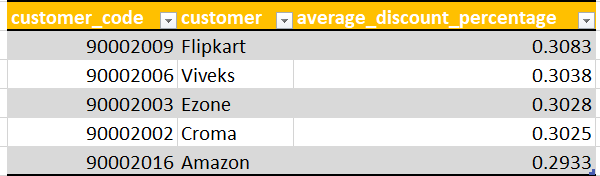 customer_code customer average_discount_percentage
90002009 Flipkart 0.3083
90002006 Viveks 0.3038
90002003 Ezone 0.3028
90002002 Croma 0.3025
90002016 Amazon 0.2933